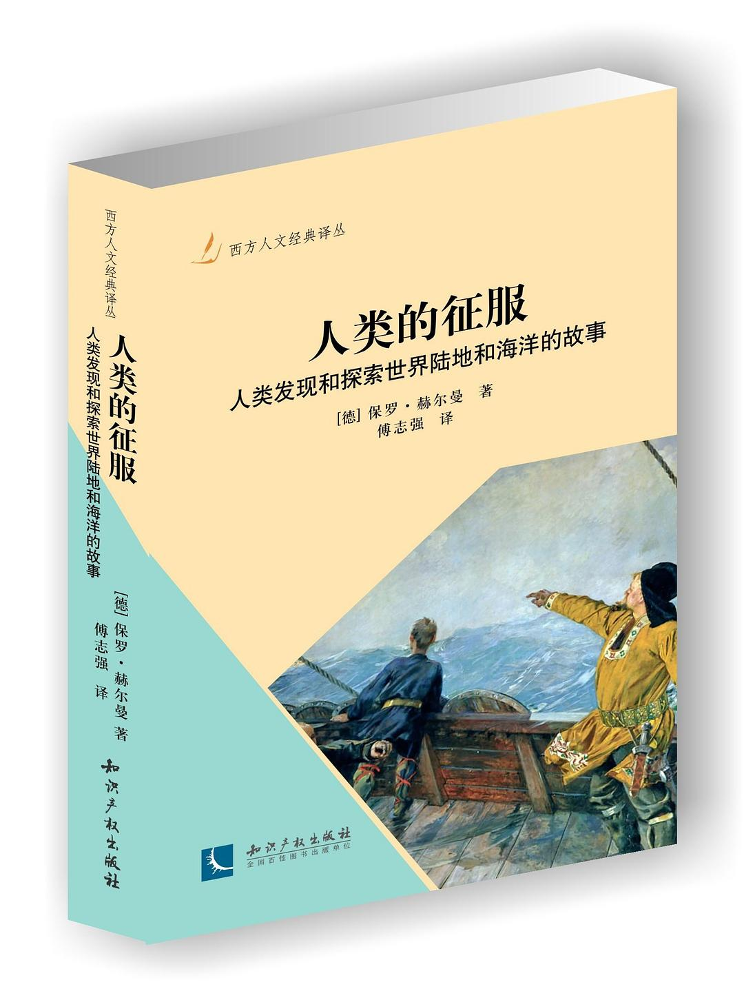 西方人文经典译丛
人类的征服
人类发现和探索世界陆地和海洋的故事
[德] 保罗·赫尔曼 著
傅志强 译
知识产权出版社
全国百佳图书出版单位
西方人文经典译丛
人类的征服
人类发现和探索世界陆地和海洋的故事
[德] 保罗·赫尔曼 著
傅志强 译
知识产权出版社